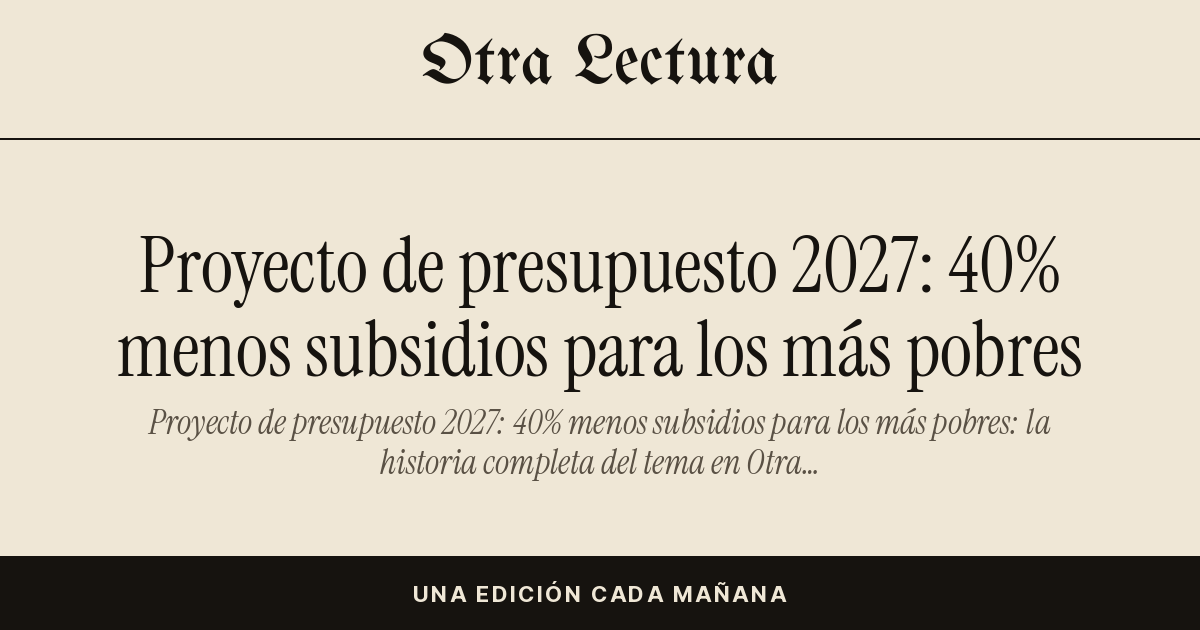 Otra Lectura
Proyecto de presupuesto 2027: 40%
menos subsidios para los más pobres
Proyecto de presupuesto 2027: 40% menos subsidios para los más pobres: la
historia completa del tema en Otra...
UNA EDICIÓN CADA MAÑANA